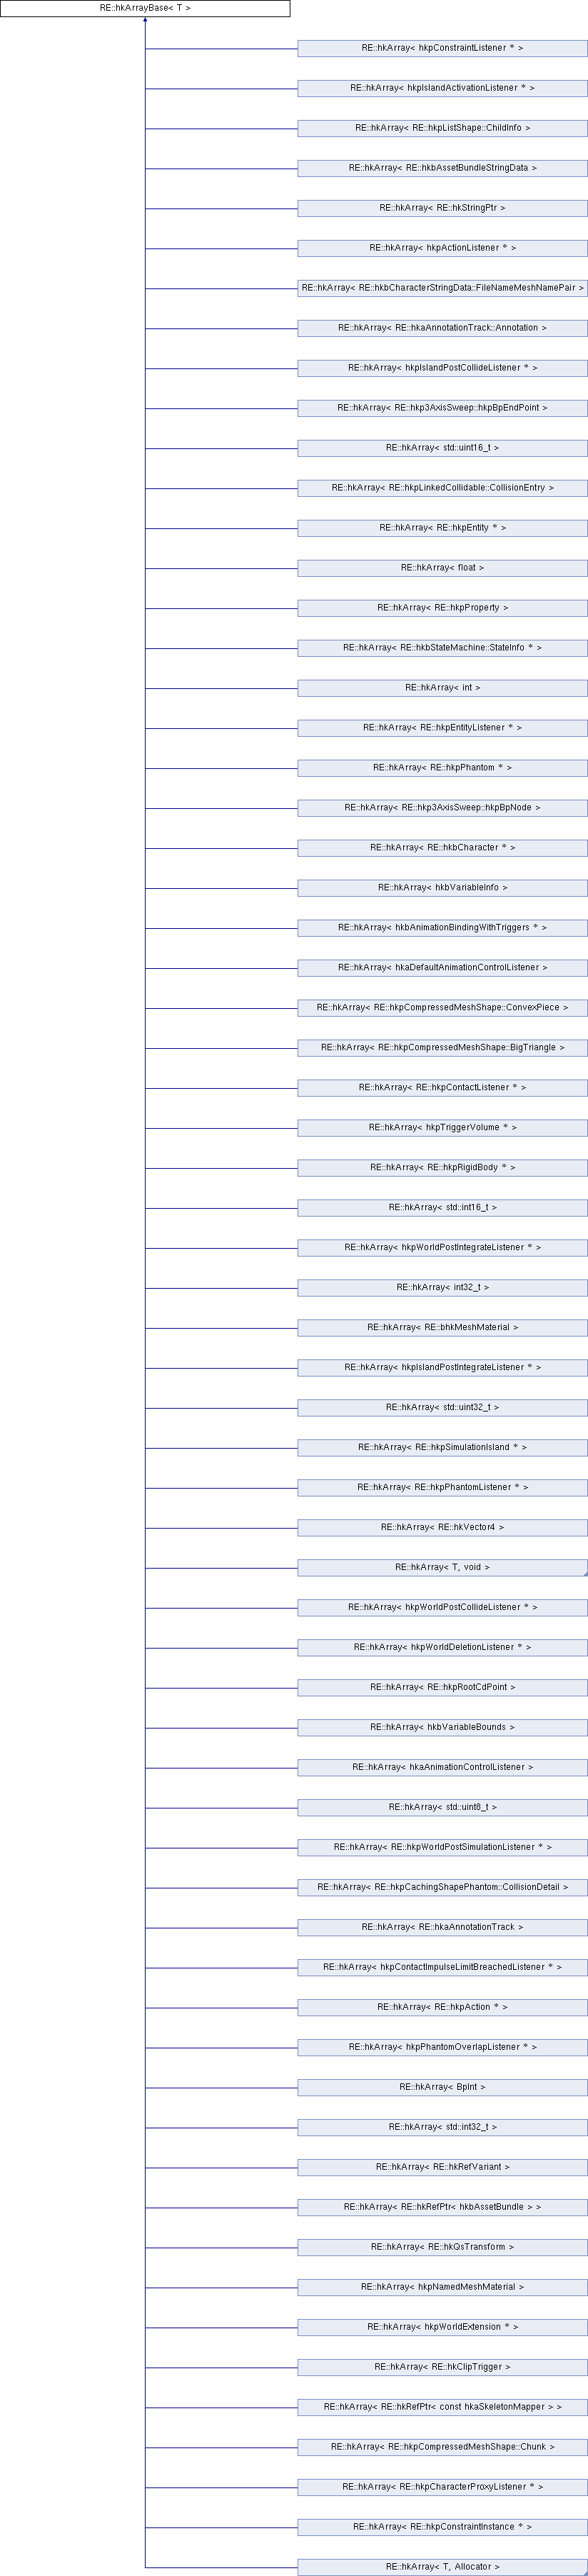 RE::hkArrayBase< T >
RE::hkArray< hkpConstraintListener * >
RE::hkArray< hkpIslandActivationListener * >
RE::hkArray< RE::hkpListShape::ChildInfo >
RE::hkArray< RE::hkbAssetBundleStringData >
RE::hkArray< RE::hkStringPtr >
RE::hkArray< hkpActionListener * >
RE::hkArray< RE::hkbCharacterStringData::FileNameMeshNamePair >
RE::hkArray< RE::hkaAnnotationTrack::Annotation >
RE::hkArray< hkpIslandPostCollideListener * >
RE::hkArray< RE::hkp3AxisSweep::hkpBpEndPoint >
RE::hkArray< std::uint16_t >
RE::hkArray< RE::hkpLinkedCollidable::CollisionEntry >
RE::hkArray< RE::hkpEntity * >
RE::hkArray< float >
RE::hkArray< RE::hkpProperty >
RE::hkArray< RE::hkbStateMachine::StateInfo * >
RE::hkArray< int >
RE::hkArray< RE::hkpEntityListener * >
RE::hkArray< RE::hkpPhantom * >
RE::hkArray< RE::hkp3AxisSweep::hkpBpNode >
RE::hkArray< RE::hkbCharacter * >
RE::hkArray< hkbVariableInfo >
RE::hkArray< hkbAnimationBindingWithTriggers * >
RE::hkArray< hkaDefaultAnimationControlListener >
RE::hkArray< RE::hkpCompressedMeshShape::ConvexPiece >
RE::hkArray< RE::hkpCompressedMeshShape::BigTriangle >
RE::hkArray< RE::hkpContactListener * >
RE::hkArray< hkpTriggerVolume * >
RE::hkArray< RE::hkpRigidBody * >
RE::hkArray< std::int16_t >
RE::hkArray< hkpWorldPostIntegrateListener * >
RE::hkArray< int32_t >
RE::hkArray< RE::bhkMeshMaterial >
RE::hkArray< hkpIslandPostIntegrateListener * >
RE::hkArray< std::uint32_t >
RE::hkArray< RE::hkpSimulationIsland * >
RE::hkArray< RE::hkpPhantomListener * >
RE::hkArray< RE::hkVector4 >
RE::hkArray< T, void >
RE::hkArray< hkpWorldPostCollideListener * >
RE::hkArray< hkpWorldDeletionListener * >
RE::hkArray< RE::hkpRootCdPoint >
RE::hkArray< hkbVariableBounds >
RE::hkArray< hkaAnimationControlListener >
RE::hkArray< std::uint8_t >
RE::hkArray< RE::hkpWorldPostSimulationListener * >
RE::hkArray< RE::hkpCachingShapePhantom::CollisionDetail >
RE::hkArray< RE::hkaAnnotationTrack >
RE::hkArray< hkpContactImpulseLimitBreachedListener * >
RE::hkArray< RE::hkpAction * >
RE::hkArray< hkpPhantomOverlapListener * >
RE::hkArray< BpInt >
RE::hkArray< std::int32_t >
RE::hkArray< RE::hkRefVariant >
RE::hkArray< RE::hkRefPtr< hkbAssetBundle > >
RE::hkArray< RE::hkQsTransform >
RE::hkArray< hkpNamedMeshMaterial >
RE::hkArray< hkpWorldExtension * >
RE::hkArray< RE::hkClipTrigger >
RE::hkArray< RE::hkRefPtr< const hkaSkeletonMapper > >
RE::hkArray< RE::hkpCompressedMeshShape::Chunk >
RE::hkArray< RE::hkpCharacterProxyListener * >
RE::hkArray< RE::hkpConstraintInstance * >
RE::hkArray< T, Allocator >